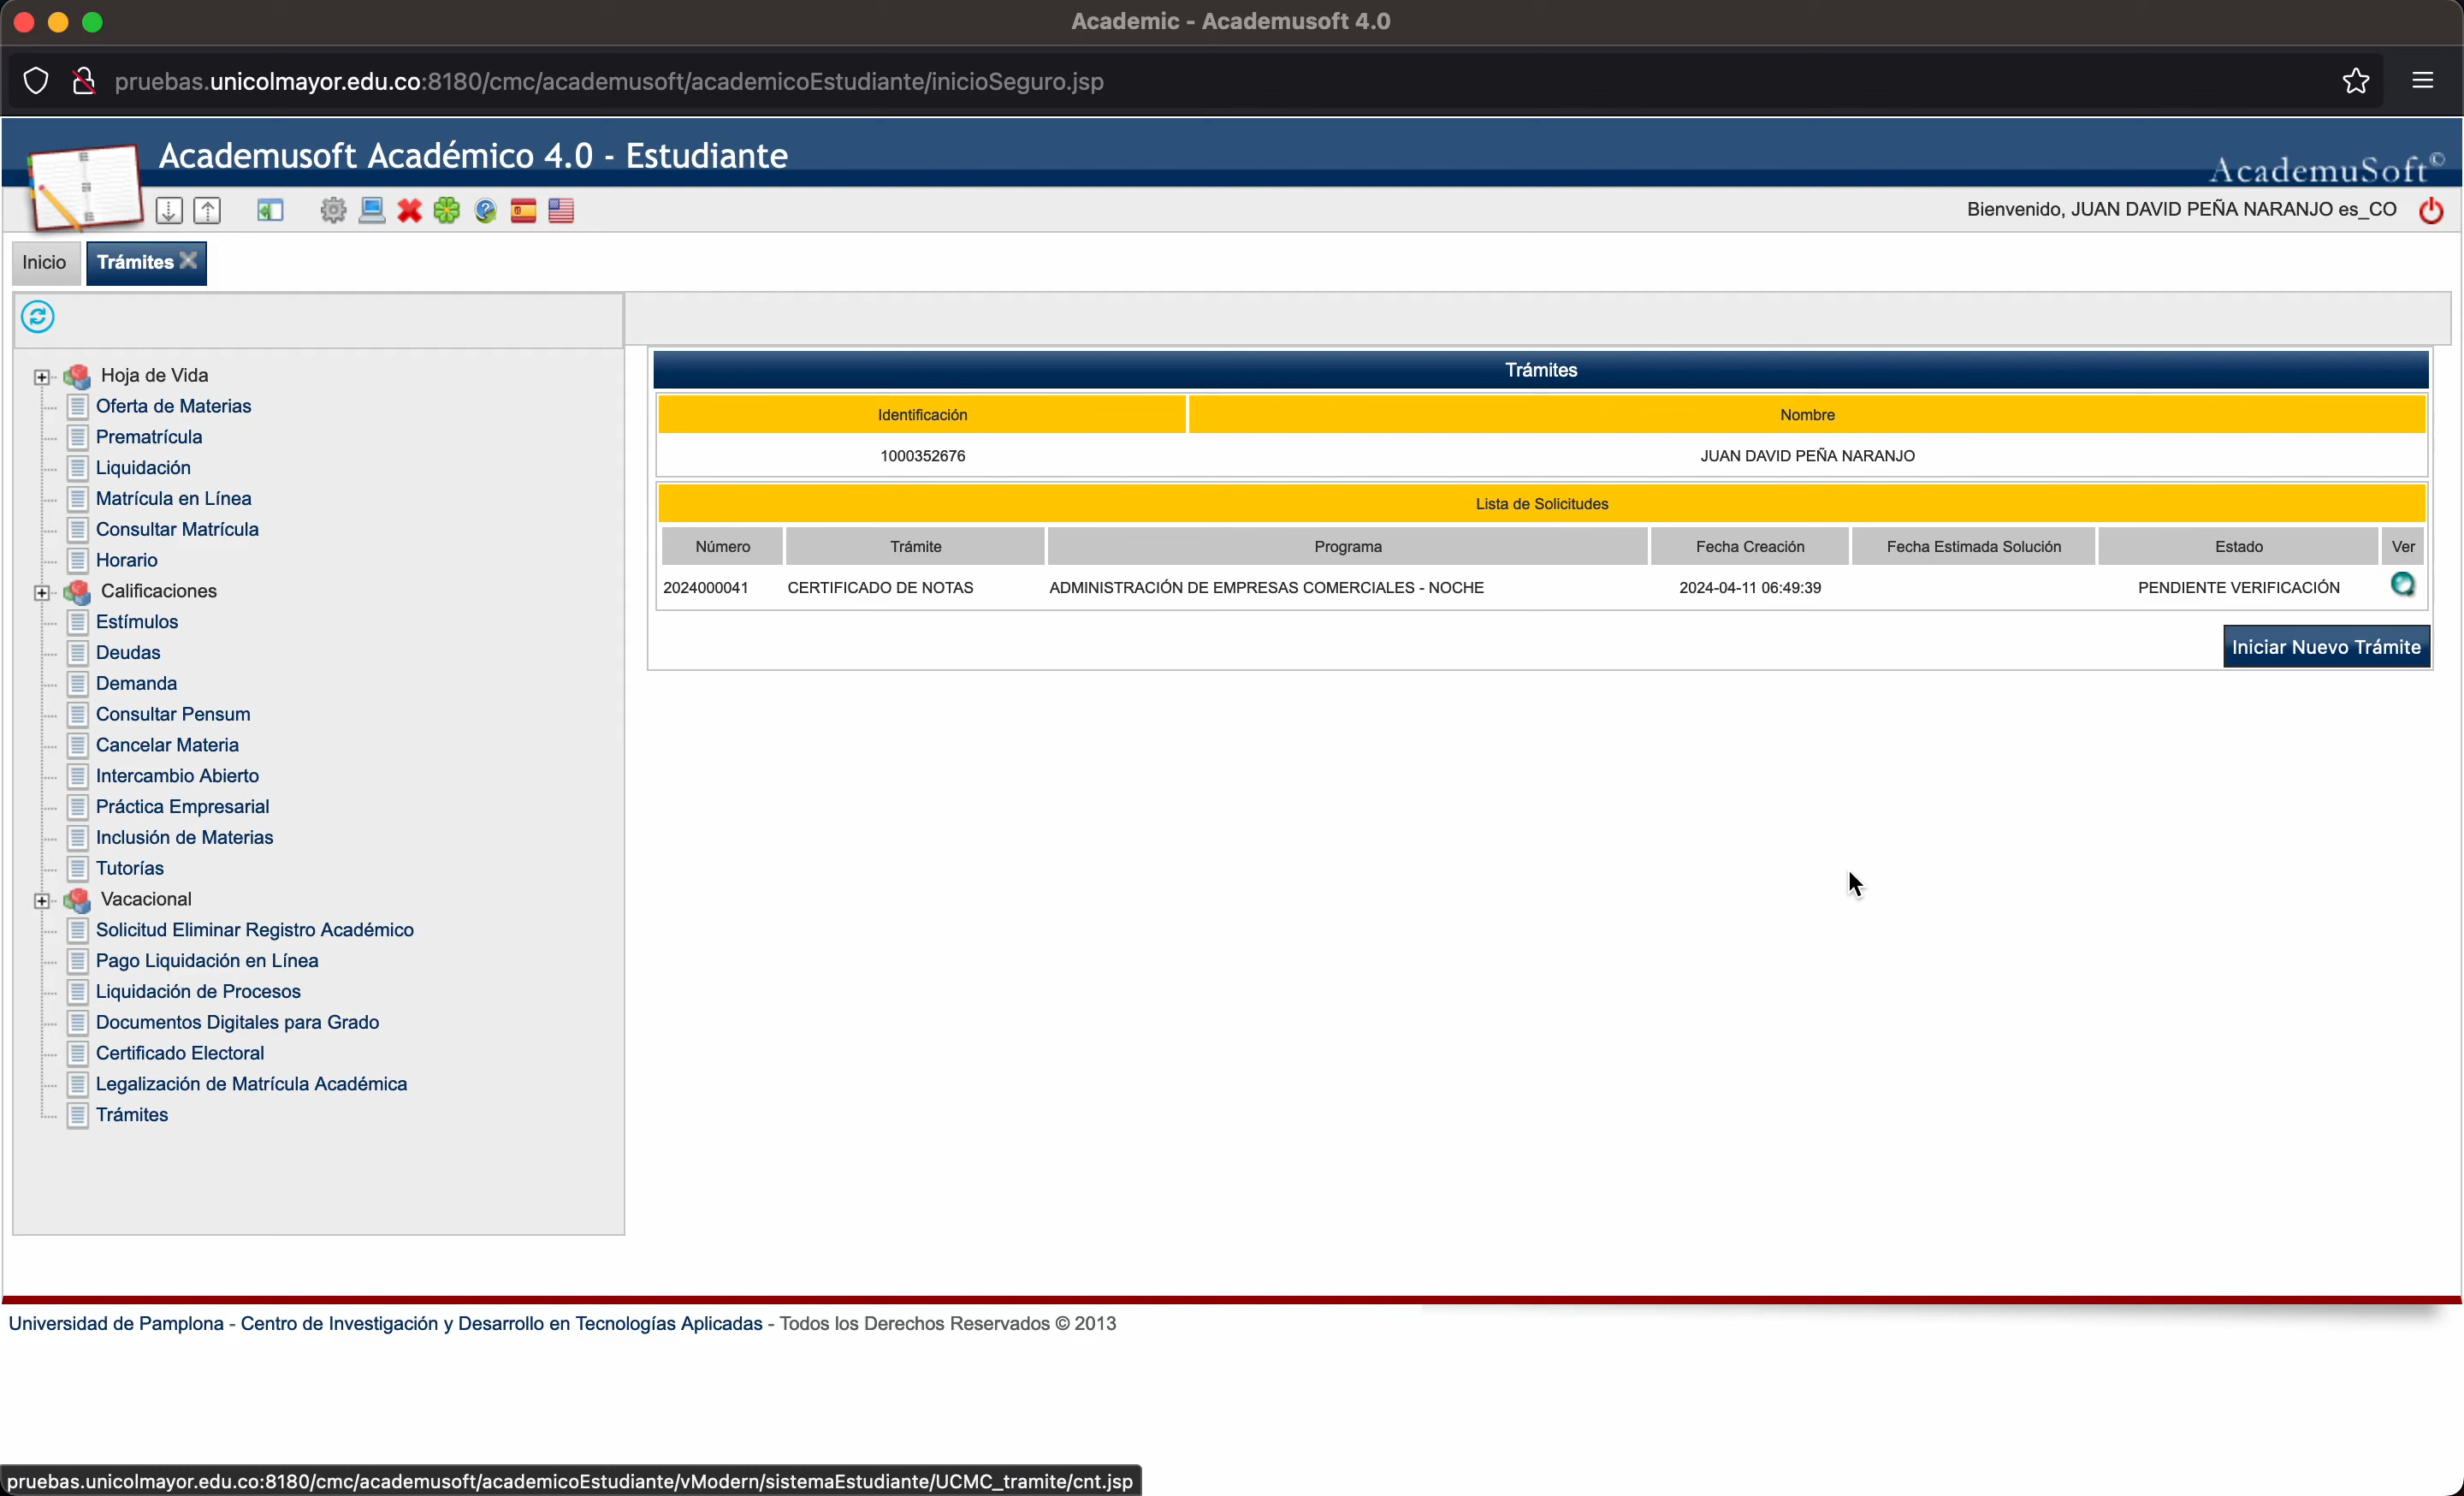 Academic - Academusoft 4.0
pruebas.unicolmayor.edu.co:8180/cmc/academusoft/academicoEstudiante/inicioSeguro.jsp
Academusoft Académico 4.0 - Estudiante
AcademuSoft©
Bienvenido, JUAN DAVID PEÑA NARANJO es_CO
Inicio
Trámites
Hoja de Vida
Oferta de Materias
Prematrícula
Liquidación
Matrícula en Línea
Consultar Matrícula
Horario
Calificaciones
Estímulos
Deudas
Demanda
Consultar Pensum
Cancelar Materia
Intercambio Abierto
Práctica Empresarial
Inclusión de Materias
Tutorías
Vacacional
Solicitud Eliminar Registro Académico
Pago Liquidación en Línea
Liquidación de Procesos
Documentos Digitales para Grado
Certificado Electoral
Legalización de Matrícula Académica
Trámites
Trámites
Identificación Nombre
1000352676 JUAN DAVID PEÑA NARANJO
Lista de Solicitudes
Número Trámite Programa Fecha Creación Fecha Estimada Solución Estado Ver
2024000041 CERTIFICADO DE NOTAS ADMINISTRACIÓN DE EMPRESAS COMERCIALES - NOCHE 2024-04-11 06:49:39 PENDIENTE VERIFICACIÓN
Iniciar Nuevo Trámite
Universidad de Pamplona - Centro de Investigación y Desarrollo en Tecnologías Aplicadas - Todos los Derechos Reservados © 2013
pruebas.unicolmayor.edu.co:8180/cmc/academusoft/academicoEstudiante/vModern/sistemaEstudiante/UCMC_tramite/cnt.jsp